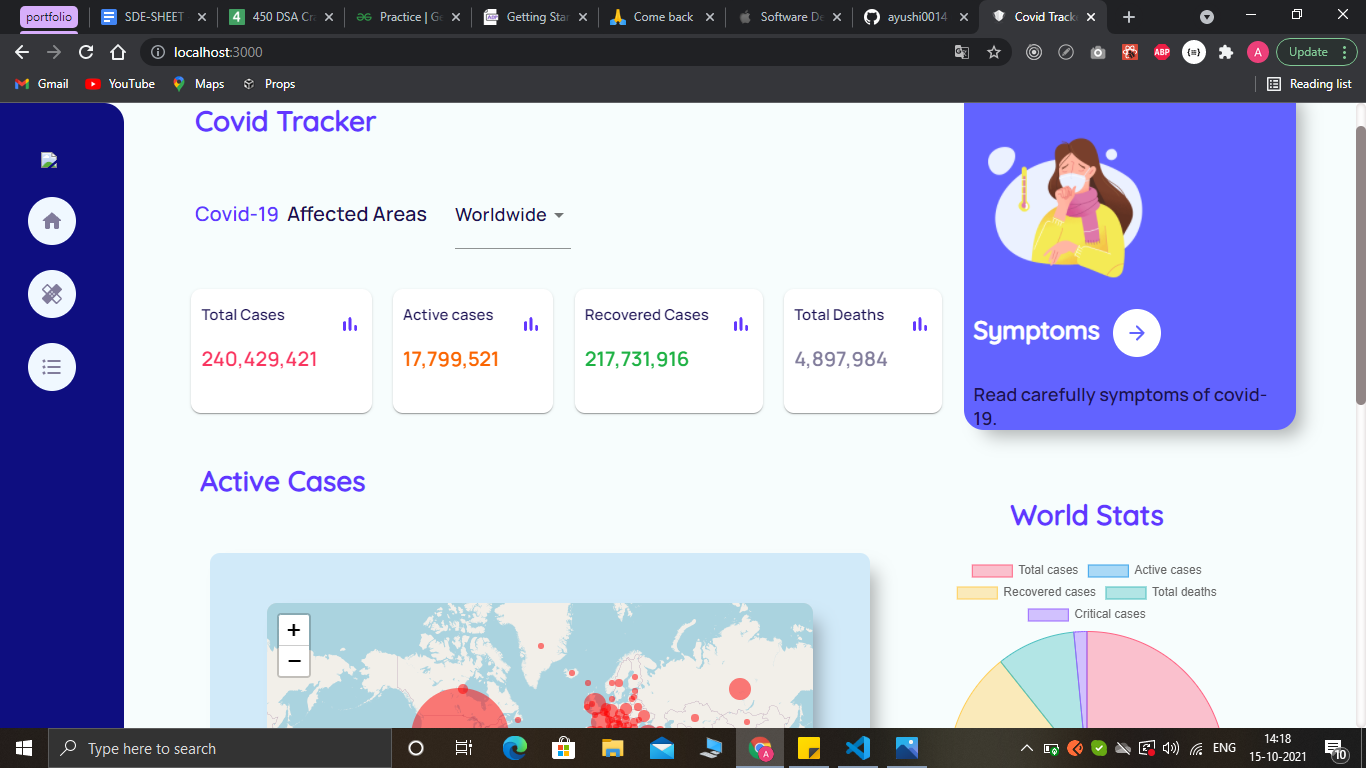 portfolio
SDE-SHEET
450 DSA Cra
Practice | Ge
Getting Star
Come back
Software De
ayushi0014
Covid Tracke
localhost:3000
Update
Gmail
YouTube
Maps
Props
Reading list
Covid Tracker
Covid-19 Affected Areas
Worldwide
Total Cases
240,429,421
Active cases
17,799,521
Recovered Cases
217,731,916
Total Deaths
4,897,984
Symptoms
Read carefully symptoms of covid-
19.
Active Cases
+
−
World Stats
Total cases
Active cases
Recovered cases
Total deaths
Critical cases
Type here to search
ENG
14:18
15-10-2021
10